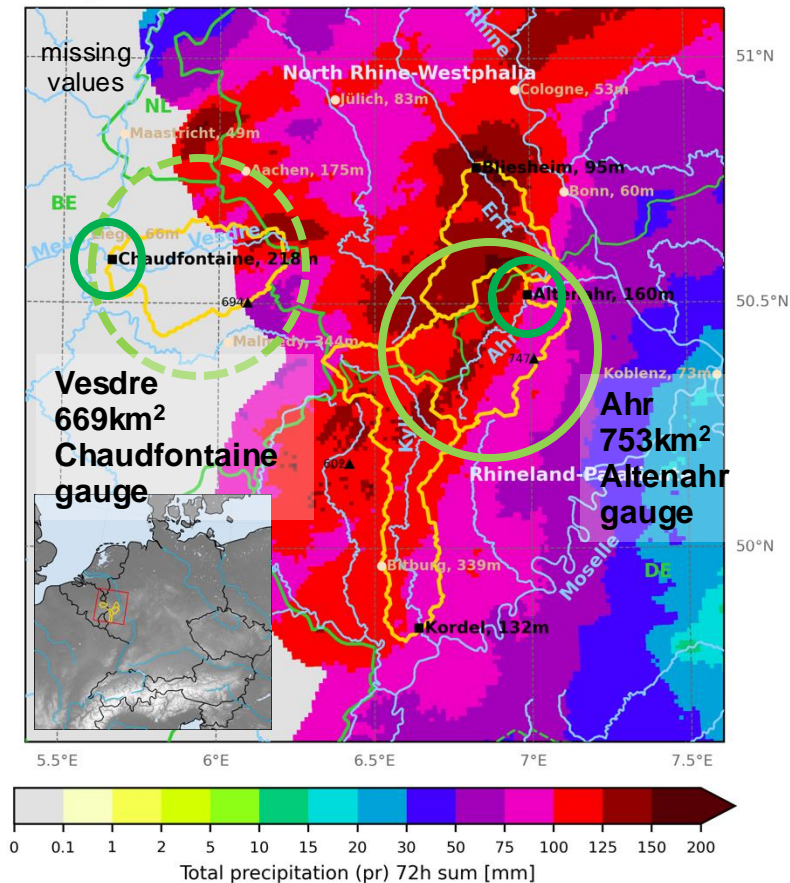 51°N
missing
values
North Rhine-Westphalia
Rhine
Cologne, 53m
Jülich, 83m
NL
Maastricht, 49m
Aachen, 175m
Bliesheim, 95m
Bonn, 60m
BE
Erft
66m
Vesdre
Chaudfontaine, 218m
694
Altenahr, 160m
50.5°N
Ahr
747
Koblenz, 73m
Vesdre
669km²
Chaudfontaine
gauge
Ahr
753km²
Altenahr
gauge
Kyll
Rhineland-Pala
50°N
Bitburg, 339m
Moselle
DE
Kordel, 132m
5.5°E 6°E 6.5°E 7°E 7.5°E
0 0.1 1 2 5 10 15 20 30 50 75 100 125 150 200
Total precipitation (pr) 72h sum [mm]